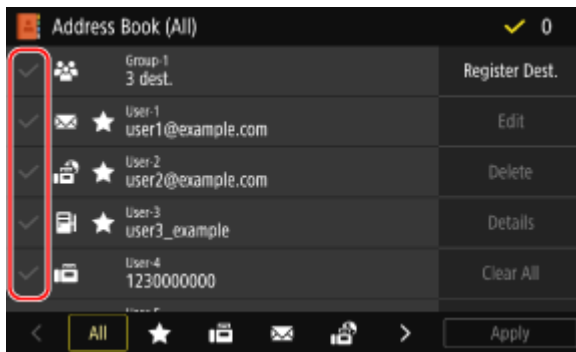 Address Book (All)
0
Group-1
3 dest.
Register Dest.
User-1
user1@example.com
Edit
User-2
user2@example.com
Delete
User-3
user3_example
Details
User-4
1230000000
Clear All
All
Apply